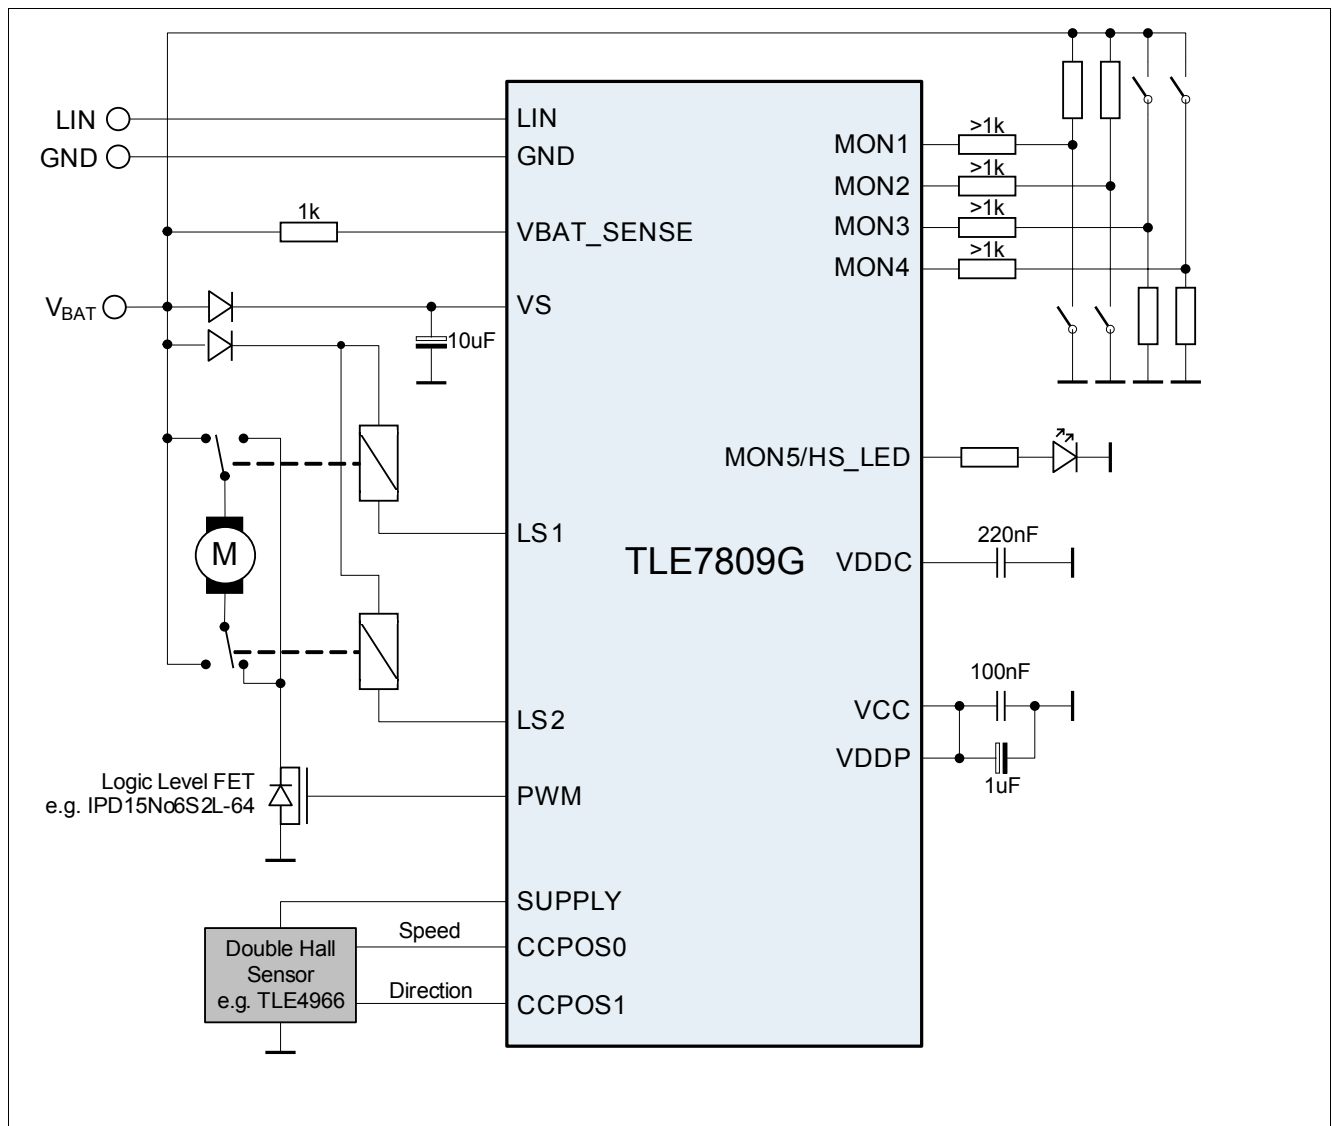 LIN
GND
1k
V_BAT
10uF
M
Logic Level FET
e.g. IPD15No6S2L-64
Double Hall
Sensor
e.g. TLE4966
Speed
Direction
LIN
GND
VBAT_SENSE
VS
LS1
LS2
PWM
SUPPLY
CCPOS0
CCPOS1
TLE7809G
MON1
MON2
MON3
MON4
MON5/HS_LED
VDDC
VCC
VDDP
>1k
>1k
>1k
>1k
220nF
100nF
1uF